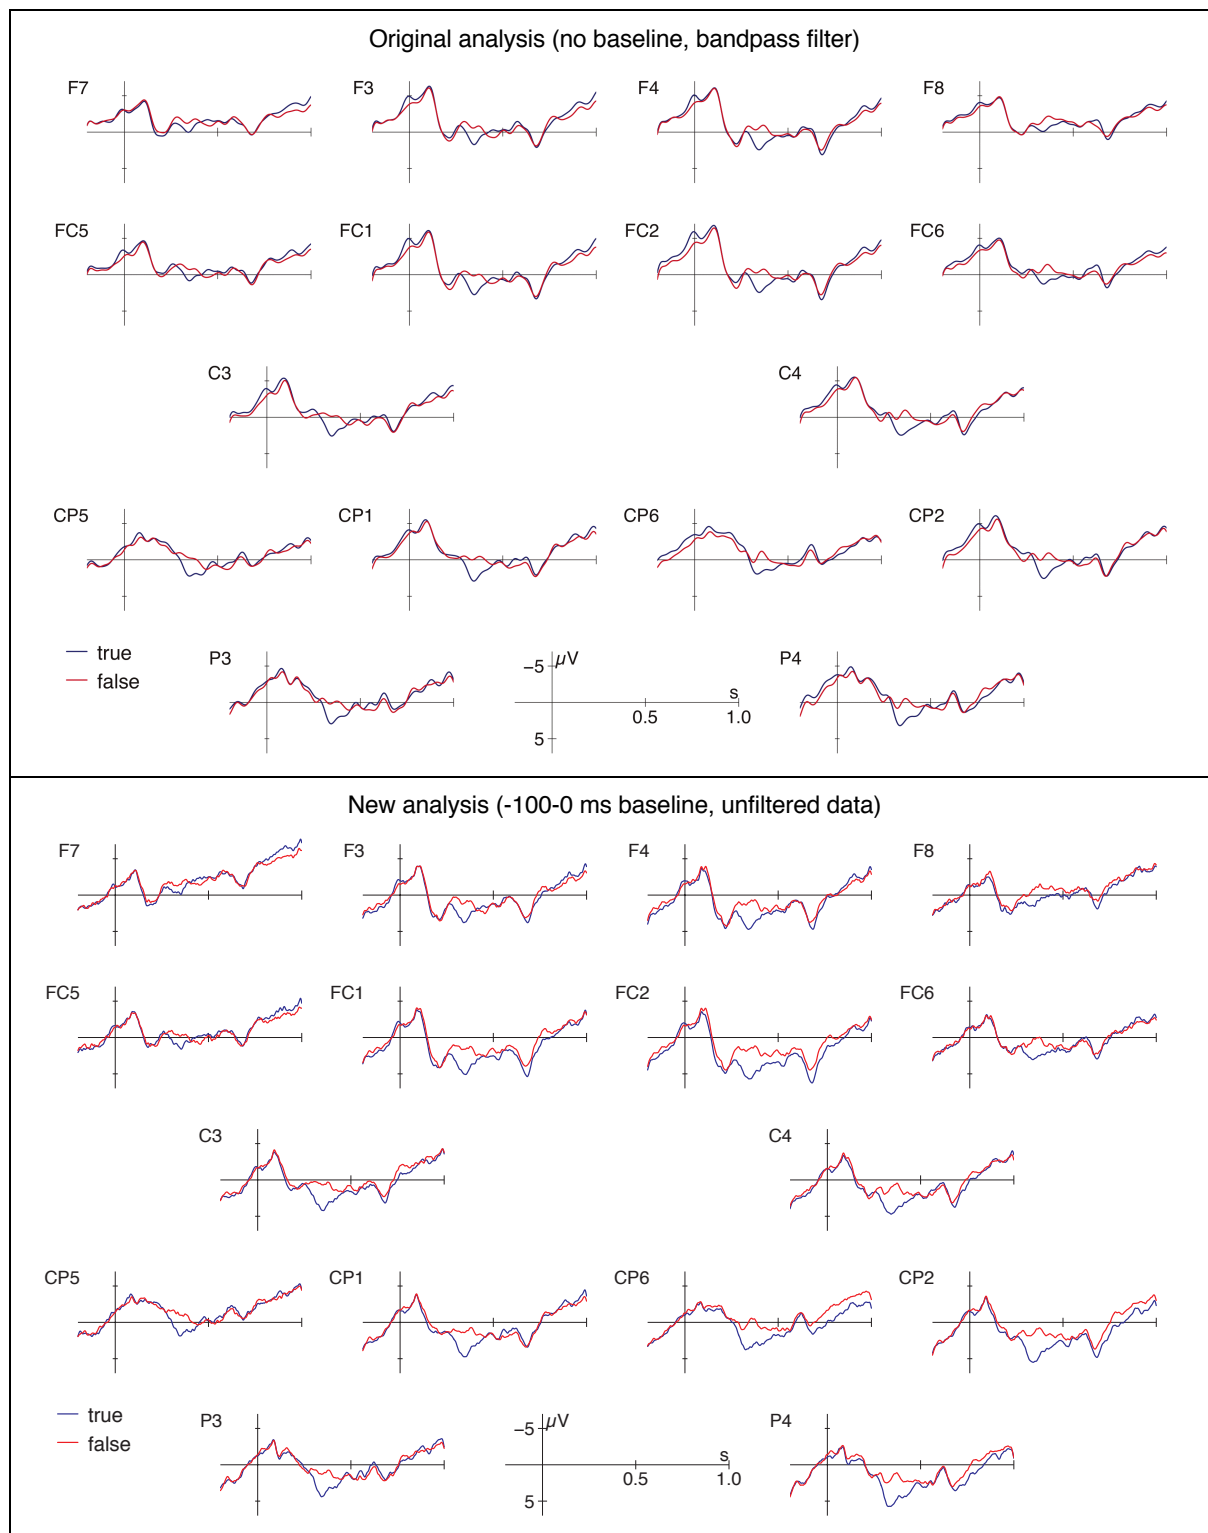 Original analysis (no baseline, bandpass filter)
F7 F3 F4 F8
FC5 FC1 FC2 FC6
C3 C4
CP5 CP1 CP6 CP2
P3 P4
true
false
−5 µV
s
0.5 1.0
5
New analysis (-100-0 ms baseline, unfiltered data)
F7 F3 F4 F8
FC5 FC1 FC2 FC6
C3 C4
CP5 CP1 CP6 CP2
P3 P4
true
false
−5 µV
s
0.5 1.0
5